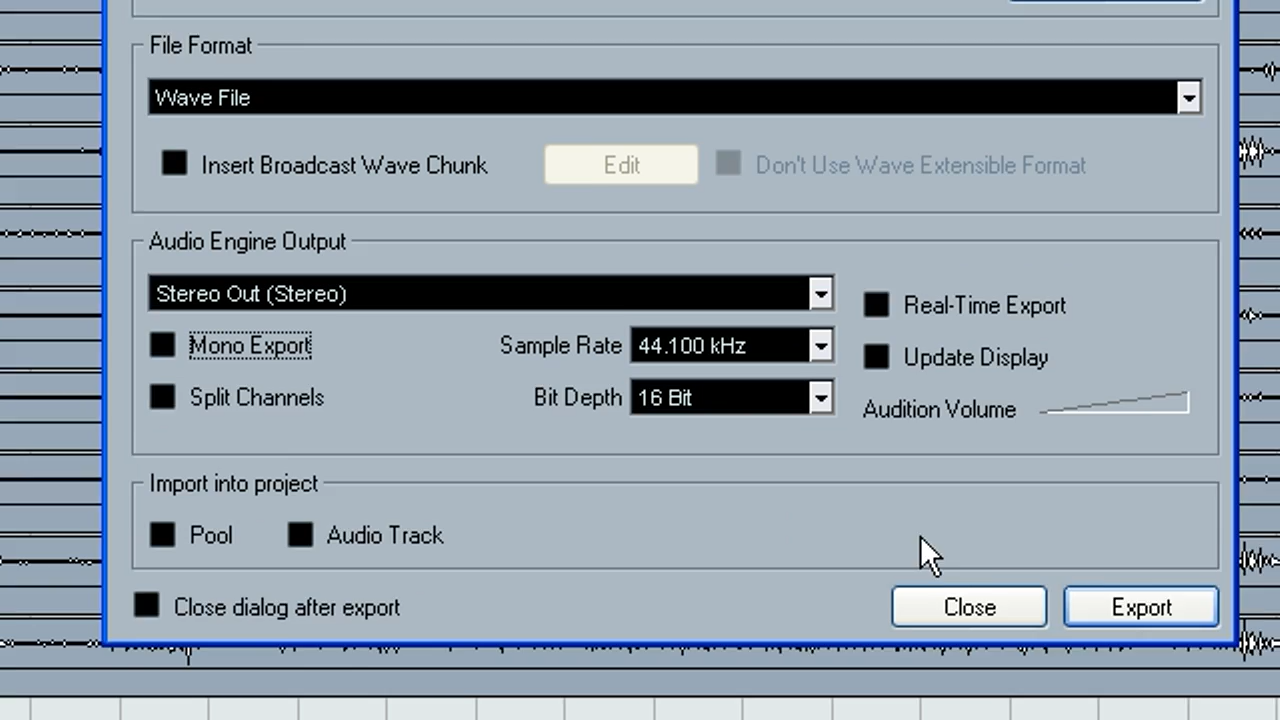 File Format
Wave File
Insert Broadcast Wave Chunk Edit Don't Use Wave Extensible Format
Audio Engine Output
Stereo Out (Stereo) Real-Time Export
Mono Export Sample Rate 44.100 kHz Update Display
Split Channels Bit Depth 16 Bit Audition Volume
Import into project
Pool Audio Track
Close dialog after export Close Export